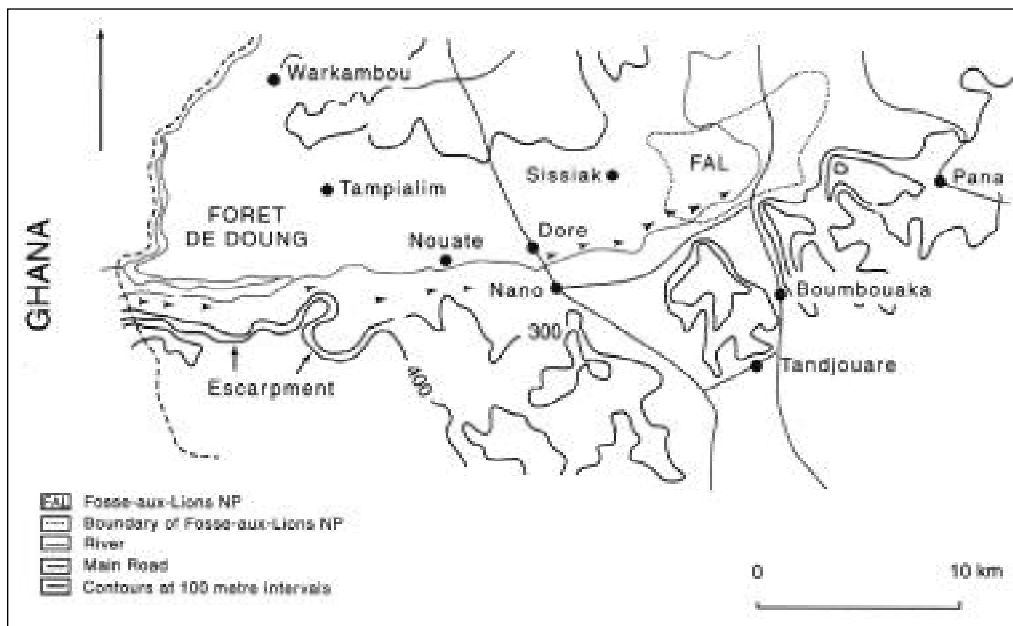 Warkambou
Sissiak
FAL
Pana
Tampialim
FORET
DE DOUNG
Nouate
Dore
GHANA
Nano
Boumbouaka
300
Tandjouare
Escarpment
400
FAL Fosse-aux-Lions NP
Boundary of Fosse-aux-Lions NP
River
Main Road
Contours at 100 metre intervals
0 10 km